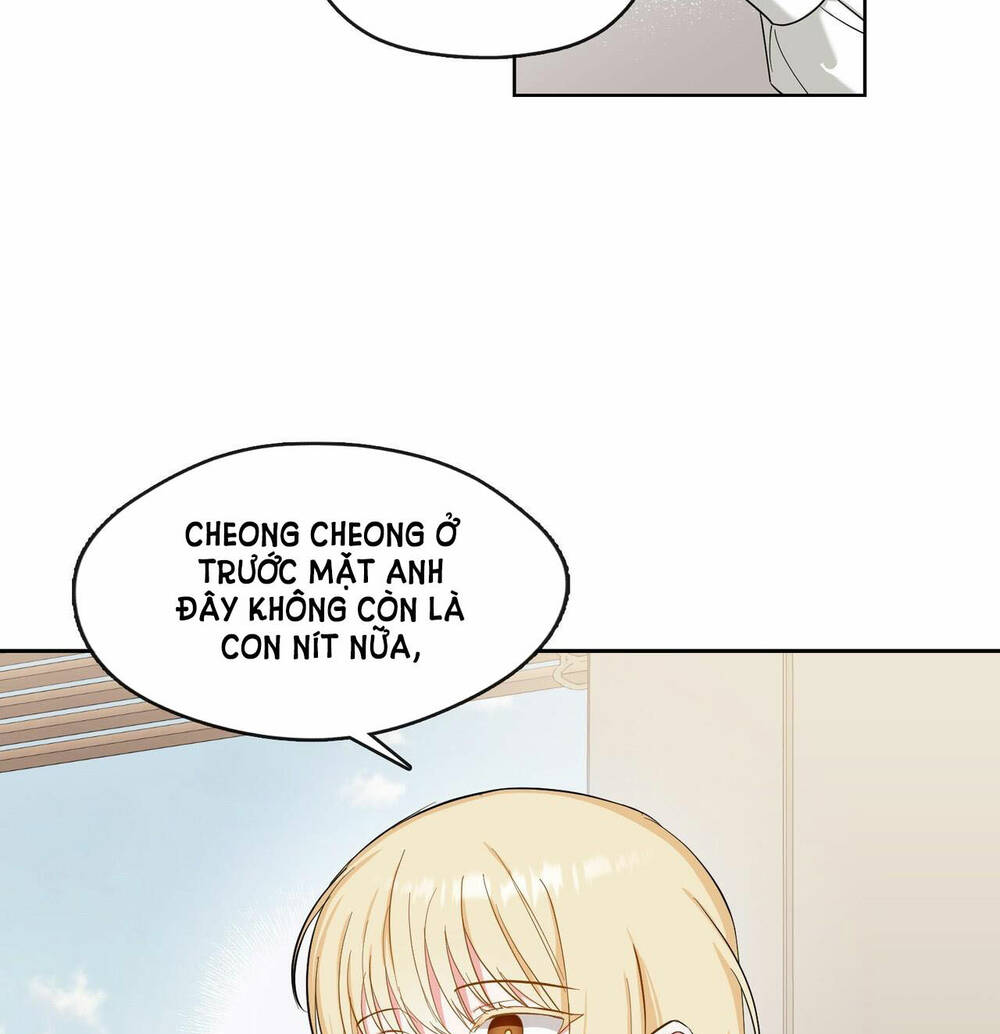 CHEONG CHEONG Ở
TRƯỚC MẶT ANH
ĐÂY KHÔNG CÒN LÀ
CON NÍT NỮA,